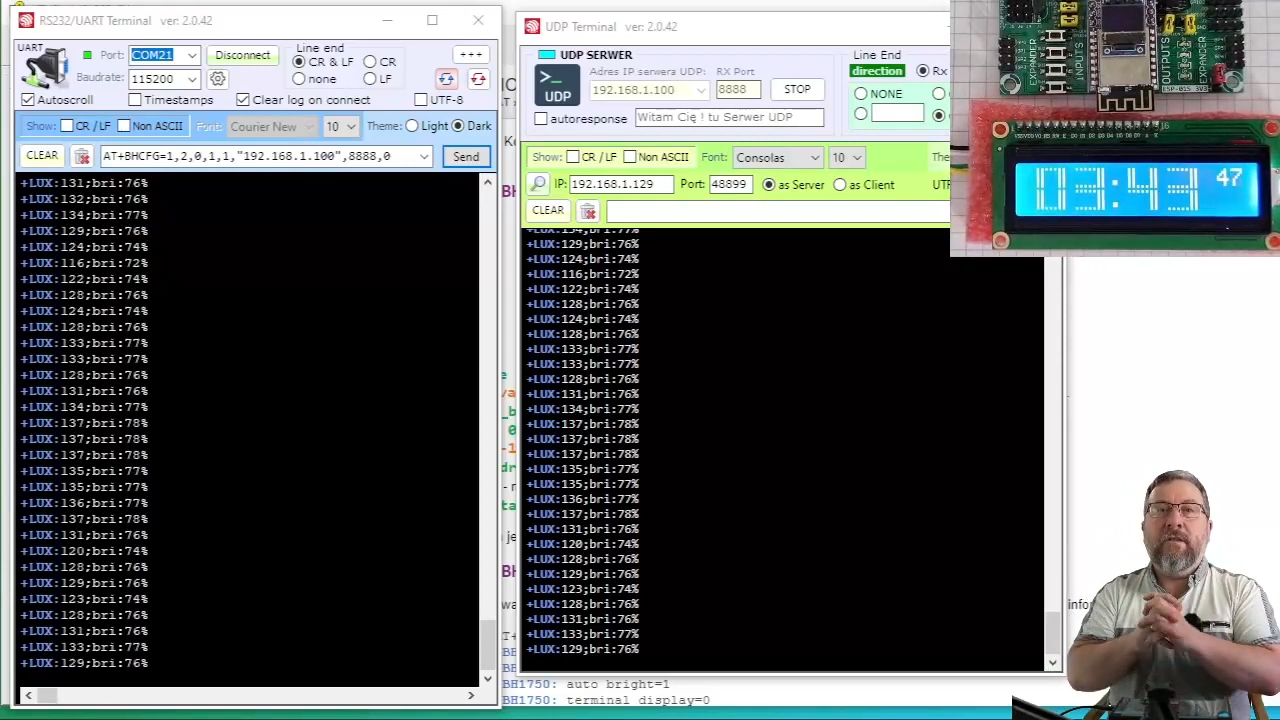 RS232/UART Terminal ver: 2.0.42
UART
Port: COM21
Disconnect
Line end
CR & LF
CR
none
LF
+++
Baudrate: 115200
Autoscroll
Timestamps
Clear log on connect
UTF-8
Show: CR / LF
Non ASCII
Font: Courier New
10
Theme: Light Dark
CLEAR
AT+BHCFG=1,2,0,1,1,"192.168.1.100",8888,0
Send
+LUX:131;bri:76%
+LUX:132;bri:76%
+LUX:134;bri:77%
+LUX:129;bri:76%
+LUX:124;bri:74%
+LUX:116;bri:72%
+LUX:122;bri:74%
+LUX:128;bri:76%
+LUX:124;bri:74%
+LUX:128;bri:76%
+LUX:133;bri:77%
+LUX:133;bri:77%
+LUX:128;bri:76%
+LUX:131;bri:76%
+LUX:134;bri:77%
+LUX:137;bri:78%
+LUX:137;bri:78%
+LUX:137;bri:78%
+LUX:135;bri:77%
+LUX:135;bri:77%
+LUX:136;bri:77%
+LUX:137;bri:78%
+LUX:131;bri:76%
+LUX:120;bri:74%
+LUX:128;bri:76%
+LUX:129;bri:76%
+LUX:123;bri:74%
+LUX:128;bri:76%
+LUX:131;bri:76%
+LUX:133;bri:77%
+LUX:129;bri:76%
UDP Terminal ver: 2.0.42
UDP SERWER
Adres IP serwera UDP:
RX Port
>_ UDP
192.168.1.100
8888
STOP
autoresponse
Witam Cię ! tu Serwer UDP
Line End
direction
Rx
NONE
Show: CR / LF
Non ASCII
Font: Consolas
10
IP: 192.168.1.129
Port: 48899
as Server
as Client
CLEAR
+LUX:134;bri:77%
+LUX:129;bri:76%
+LUX:124;bri:74%
+LUX:116;bri:72%
+LUX:122;bri:74%
+LUX:128;bri:76%
+LUX:124;bri:74%
+LUX:128;bri:76%
+LUX:133;bri:77%
+LUX:133;bri:77%
+LUX:128;bri:76%
+LUX:131;bri:76%
+LUX:134;bri:77%
+LUX:137;bri:78%
+LUX:137;bri:78%
+LUX:137;bri:78%
+LUX:135;bri:77%
+LUX:135;bri:77%
+LUX:136;bri:77%
+LUX:137;bri:78%
+LUX:131;bri:76%
+LUX:120;bri:74%
+LUX:128;bri:76%
+LUX:129;bri:76%
+LUX:123;bri:74%
+LUX:128;bri:76%
+LUX:131;bri:76%
+LUX:133;bri:77%
+LUX:129;bri:76%
BH1750: auto bright=1
BH1750: terminal display=0
EXPANDER
INPUTS
OUTPUTS
EXPANDER
03:43 47